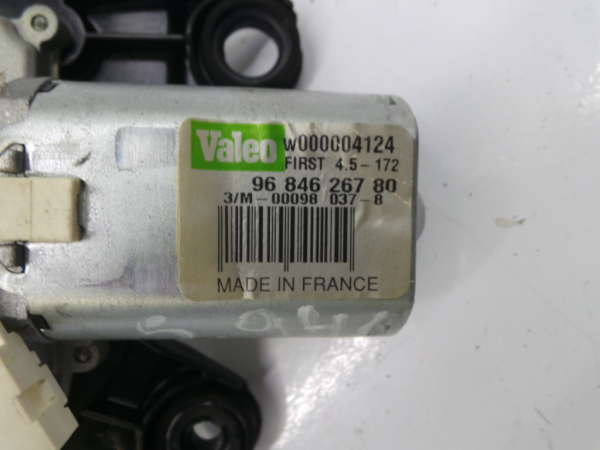 Valeo W000004124
FIRST 4.5-172
96 846 267 80
3/M-00098 037-8
MADE IN FRANCE